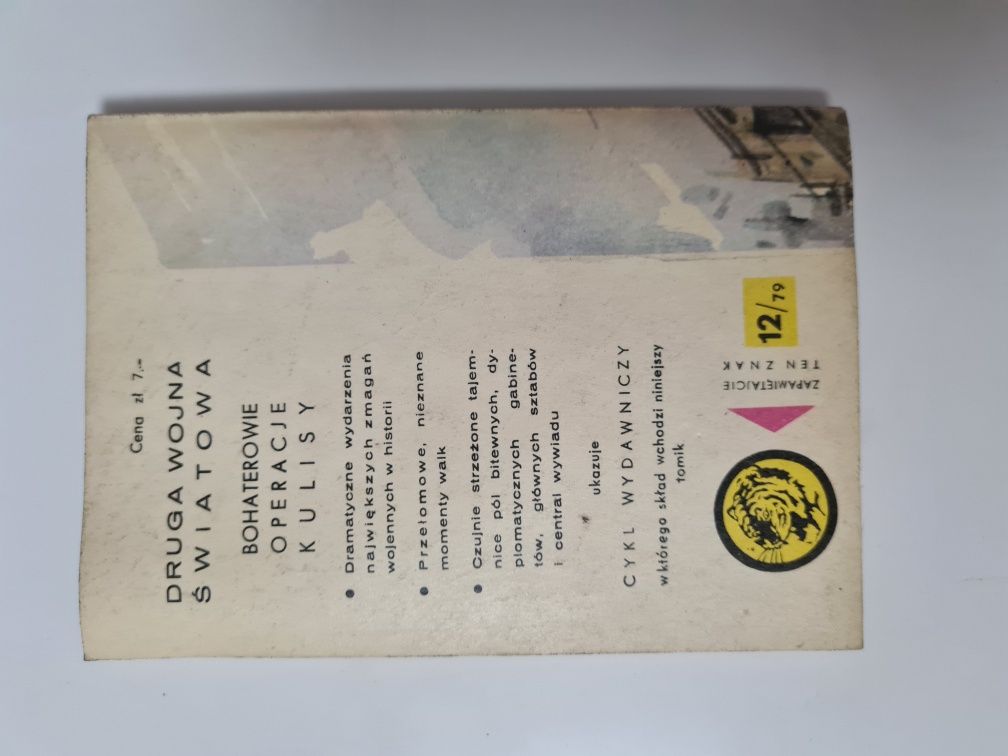 Cena zł 7,-
DRUGA WOJNA
ŚWIATOWA
BOHATEROWIE
OPERACJE
KULISY
● Dramatyczne wydarzenia
największych zmagań
wojennych w historii
● Przełomowe, nieznane
momenty walk
● Czujnie strzeżone tajem-
nice pól bitewnych, dy-
plomatycznych gabine-
tów, głównych sztabów
i central wywiadu
ukazuje
CYKL WYDAWNICZY
w którego skład wchodzi niniejszy
tomik
ZAPAMIĘTAJCIE
TEN ZNAK
12/79